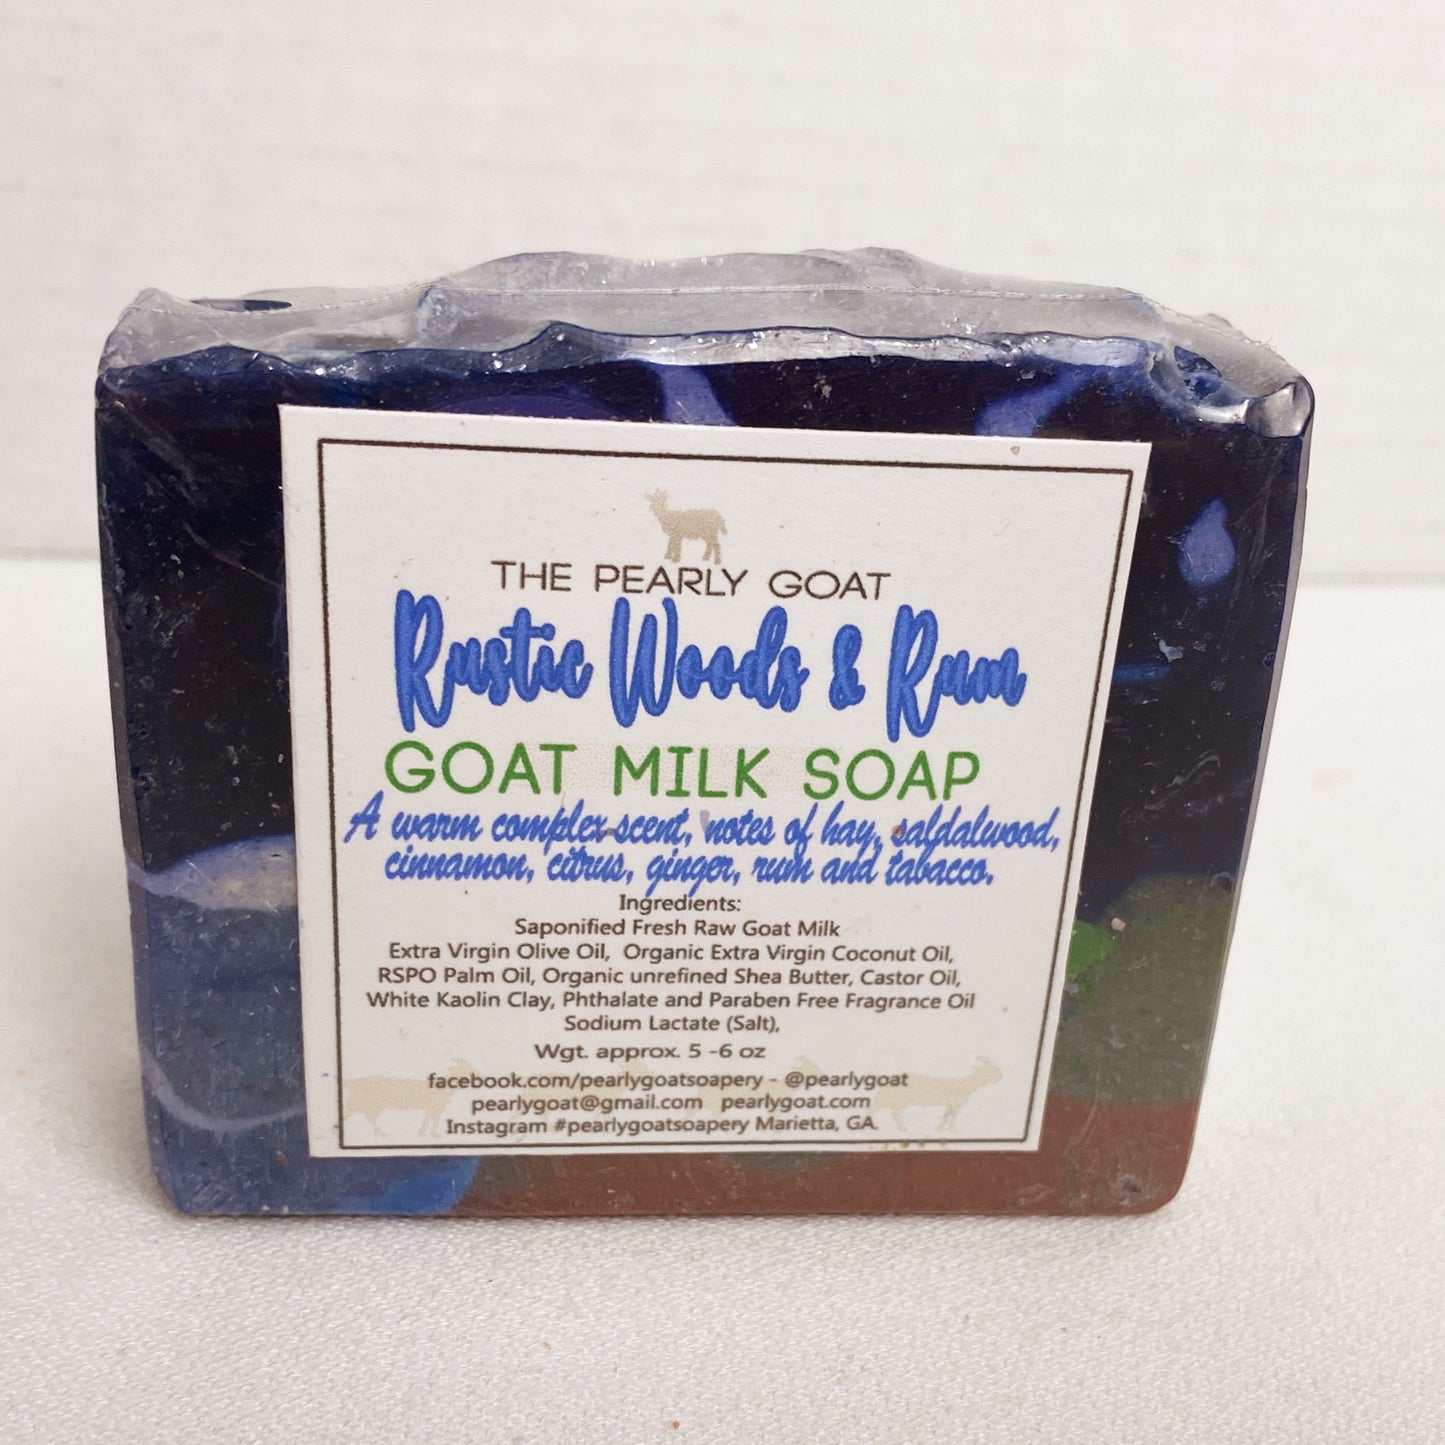 THE PEARLY GOAT
Rustic Woods & Rum
GOAT MILK SOAP
A warm complex scent, notes of hay, saldalwood,
cinnamon, citrus, ginger, rum and tabacco.
Ingredients:
Saponified Fresh Raw Goat Milk
Extra Virgin Olive Oil, Organic Extra Virgin Coconut Oil,
RSPO Palm Oil, Organic unrefined Shea Butter, Castor Oil,
White Kaolin Clay, Phthalate and Paraben Free Fragrance Oil
Sodium Lactate (Salt),
Wgt. approx. 5 -6 oz
facebook.com/pearlygoatsoapery - @pearlygoat
pearlygoat@gmail.com pearlygoat.com
Instagram #pearlygoatsoapery Marietta, GA.